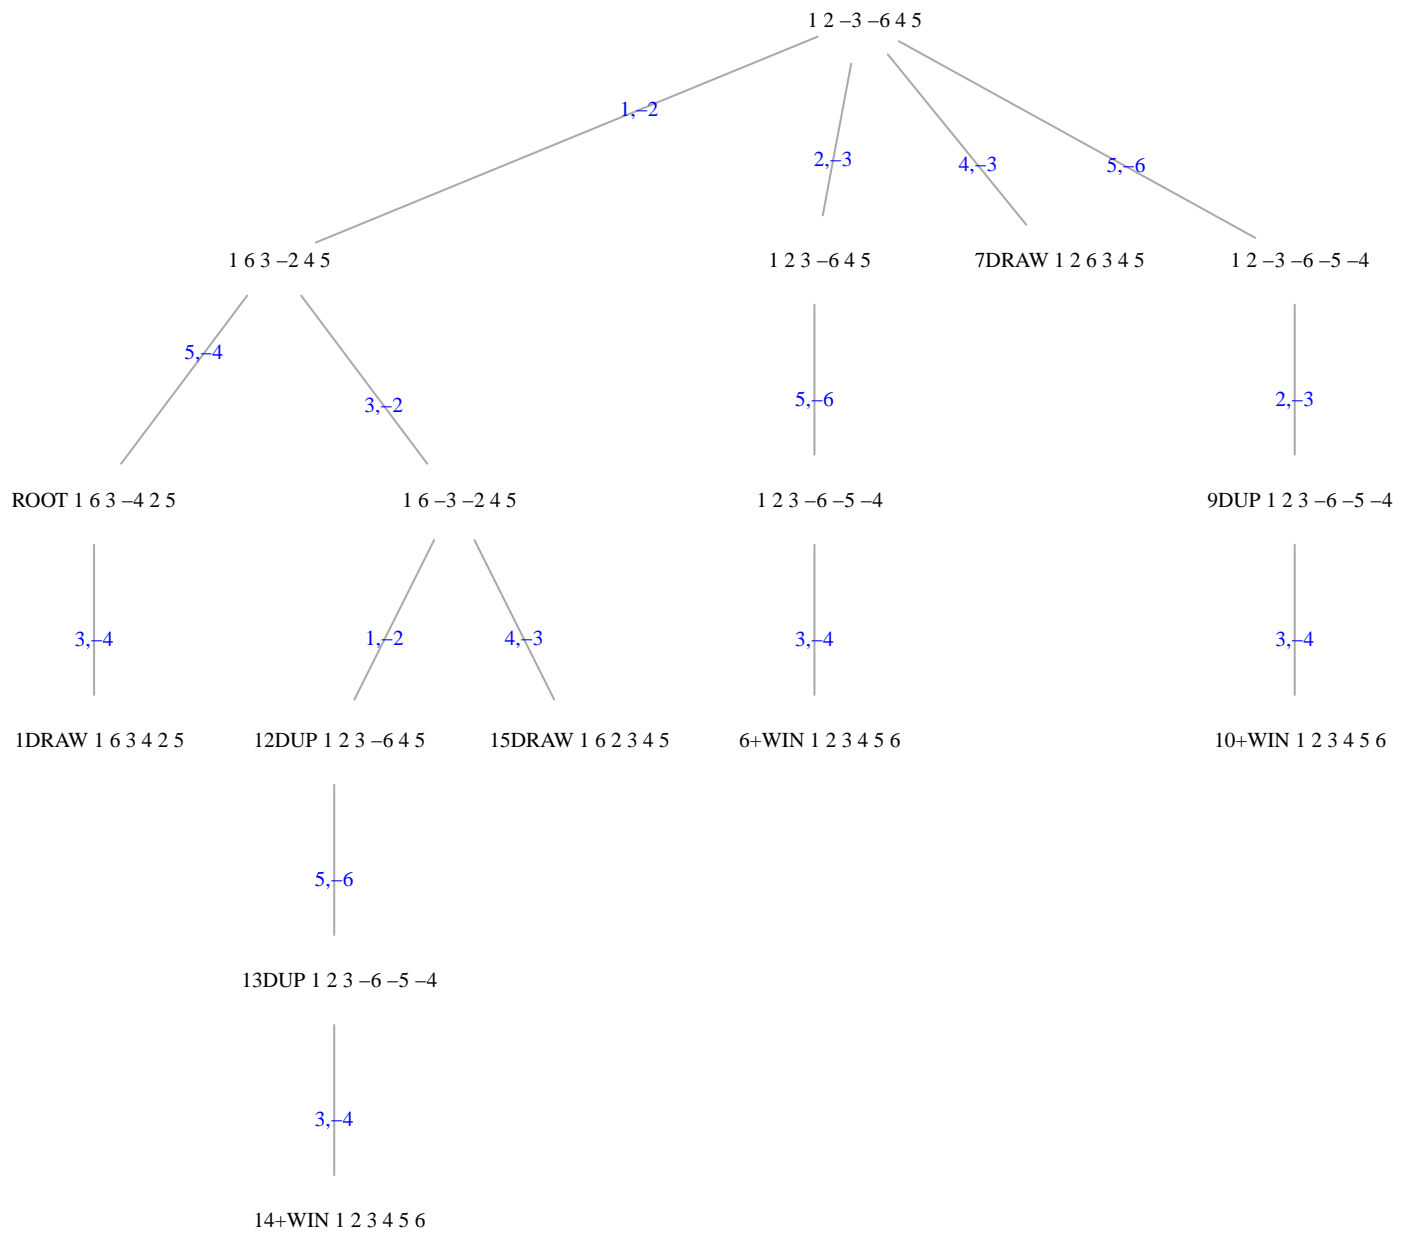 1 2 –3 –6 4 5
1,–2
2,–3
4,–3
5,–6
1 6 3 –2 4 5
1 2 3 –6 4 5
7DRAW 1 2 6 3 4 5
1 2 –3 –6 –5 –4
5,–4
3,–2
5,–6
2,–3
ROOT 1 6 3 –4 2 5
1 6 –3 –2 4 5
1 2 3 –6 –5 –4
9DUP 1 2 3 –6 –5 –4
3,–4
1,–2
4,–3
3,–4
3,–4
1DRAW 1 6 3 4 2 5
12DUP 1 2 3 –6 4 5
15DRAW 1 6 2 3 4 5
6+WIN 1 2 3 4 5 6
10+WIN 1 2 3 4 5 6
5,–6
13DUP 1 2 3 –6 –5 –4
3,–4
14+WIN 1 2 3 4 5 6